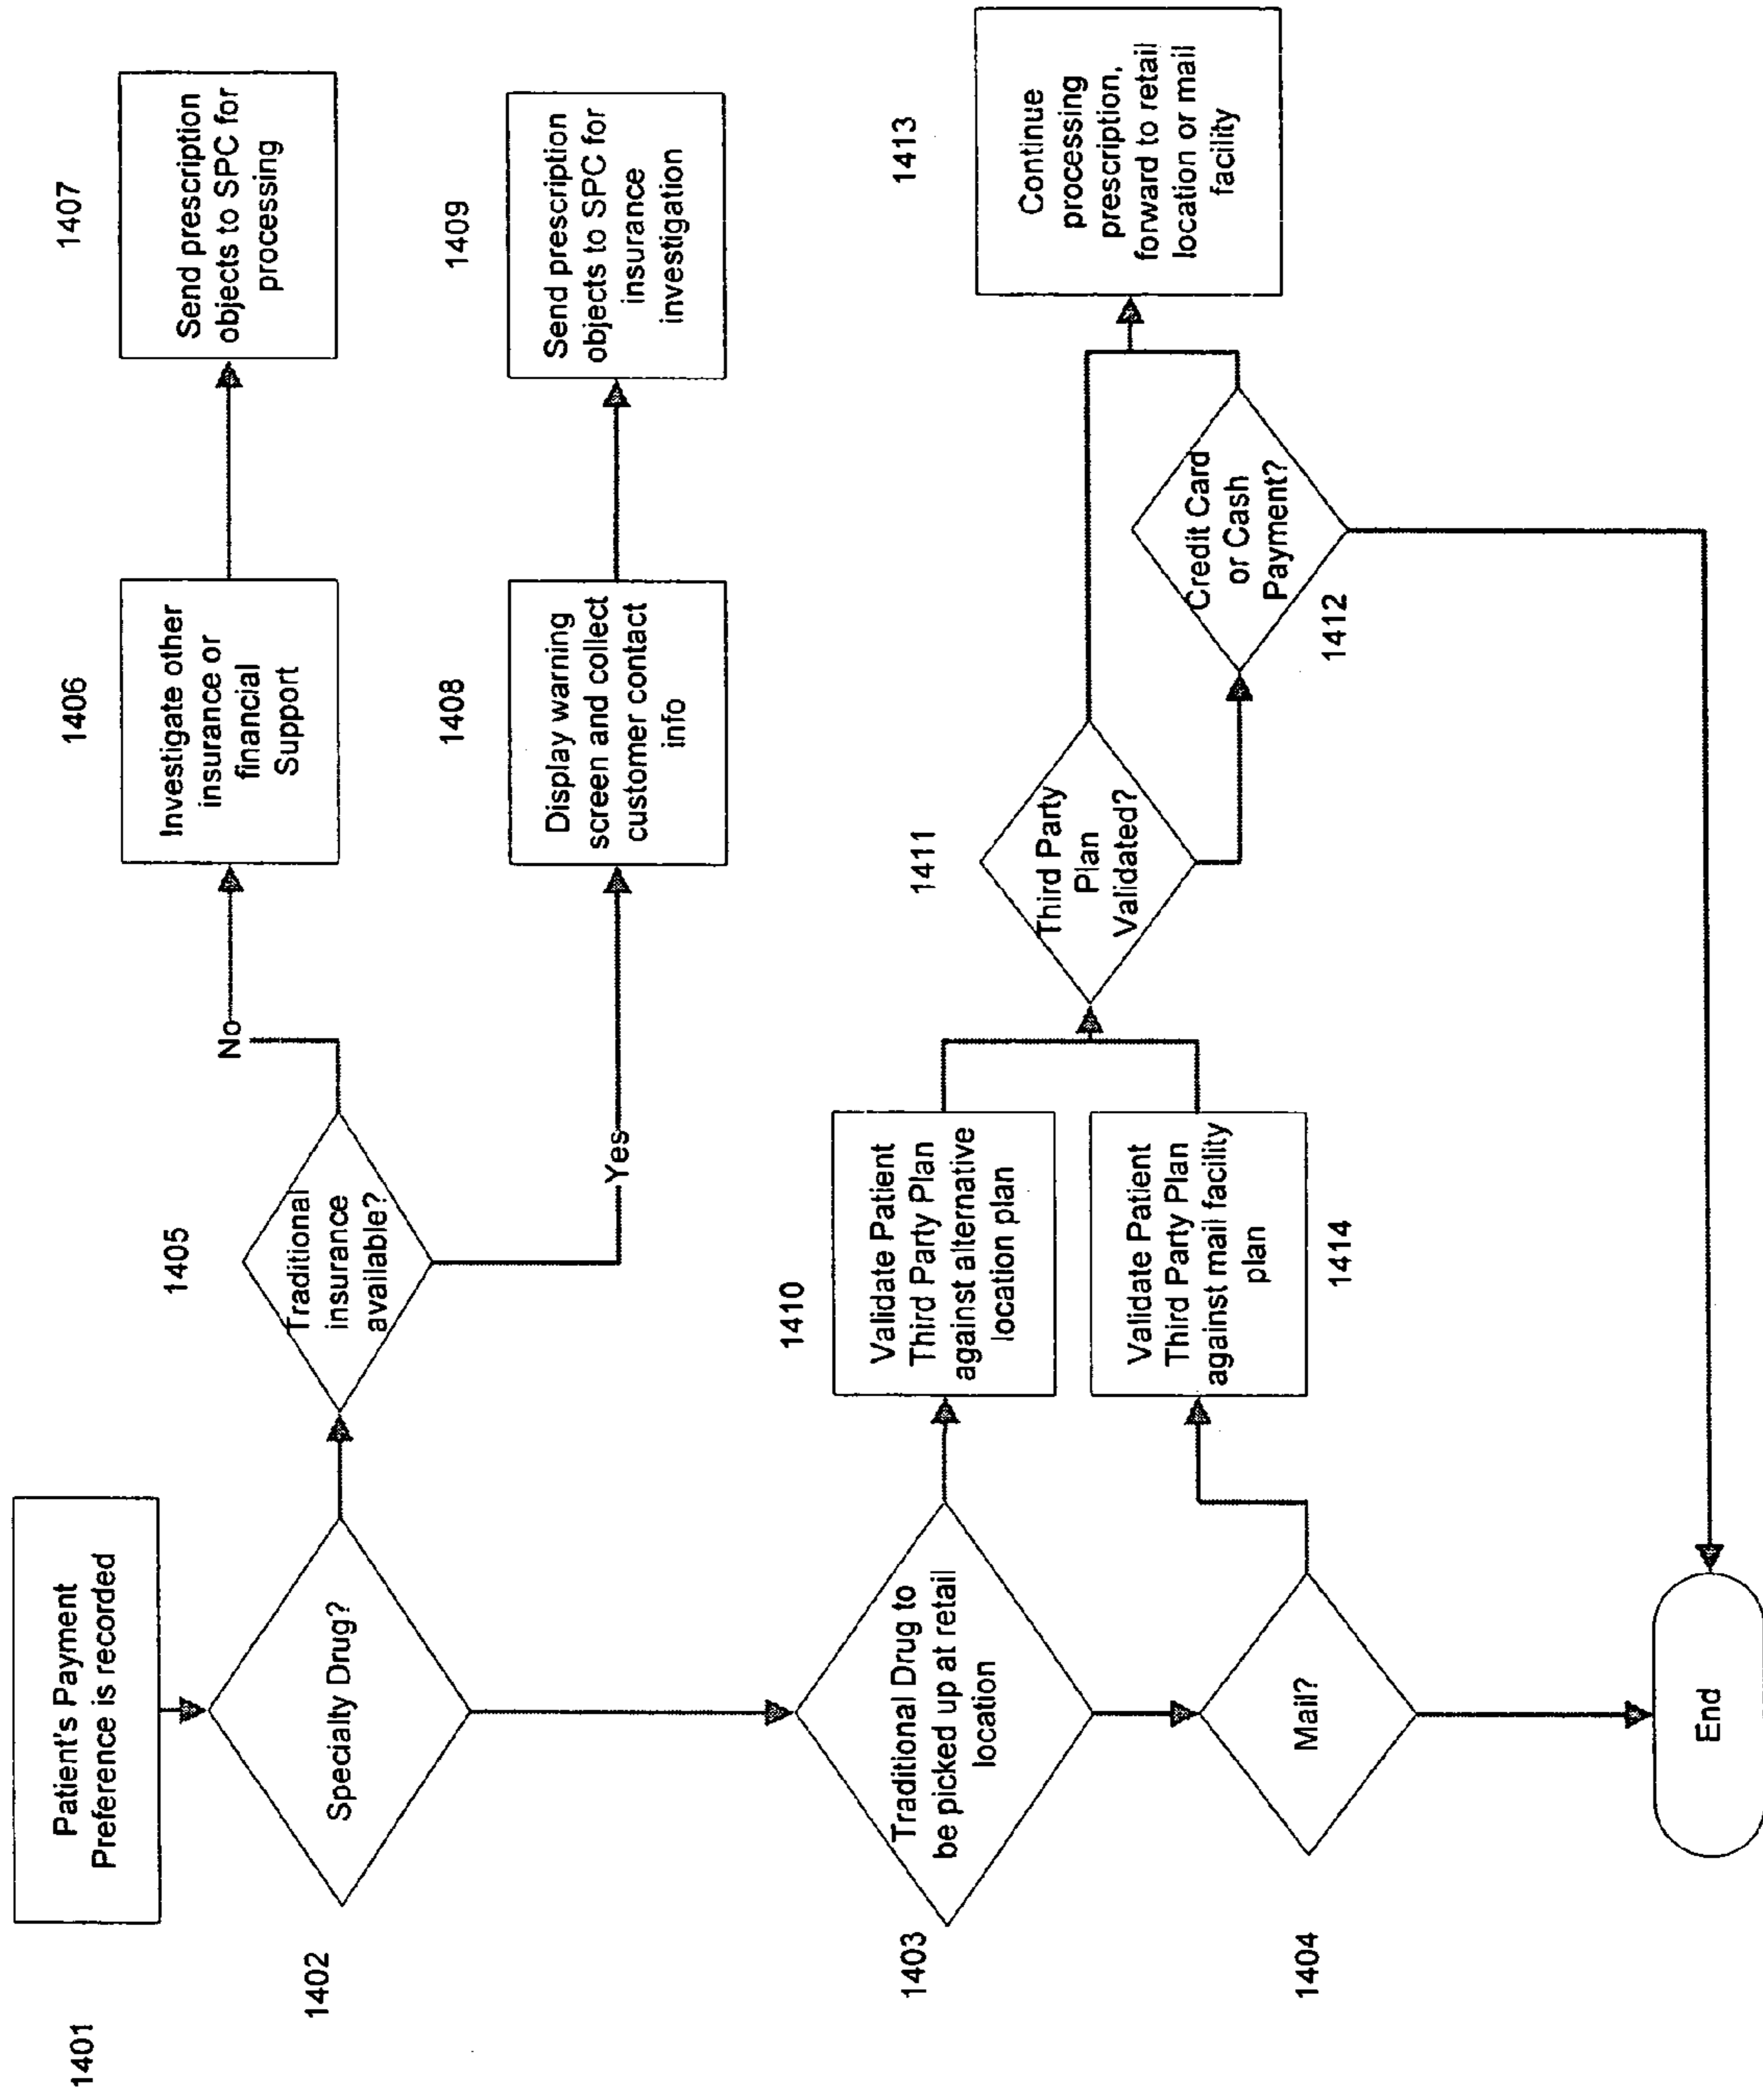 1401
Patient's Payment
Preference is recorded
1402
Specialty Drug?
1405
Traditional
insurance
available?
No
Yes
1406
Investigate other
insurance or
financial
Support
1407
Send prescription
objects to SPC for
processing
1408
Display warning
screen and collect
customer contact
info
1409
Send prescription
objects to SPC for
insurance
investigation
1403
Traditional Drug to
be picked up at retail
location
1410
Validate Patient
Third Party Plan
against alternative
location plan
1404
Mail?
Validate Patient
Third Party Plan
against mail facility
plan
1414
1411
Third Party
Plan
Validated?
Credit Card
or Cash
Payment?
1412
1413
Continue
processing
prescription,
forward to retail
location or mail
facility
End